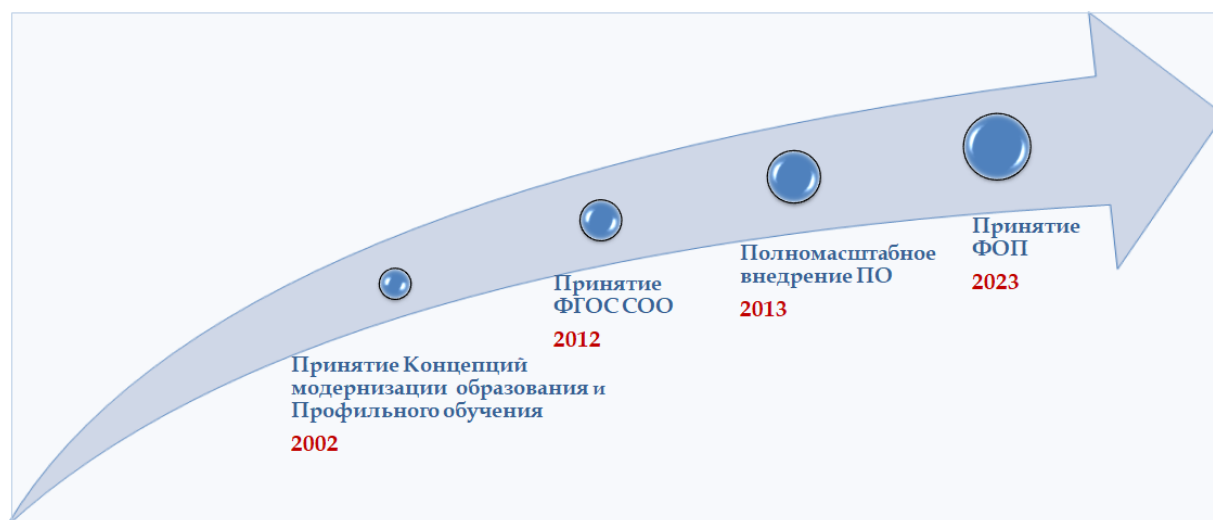 Принятие Концепций
модернизации образования и
Профильного обучения
2002
Принятие
ФГОС СОО
2012
Полномасштабное
внедрение ПО
2013
Принятие
ФОП
2023